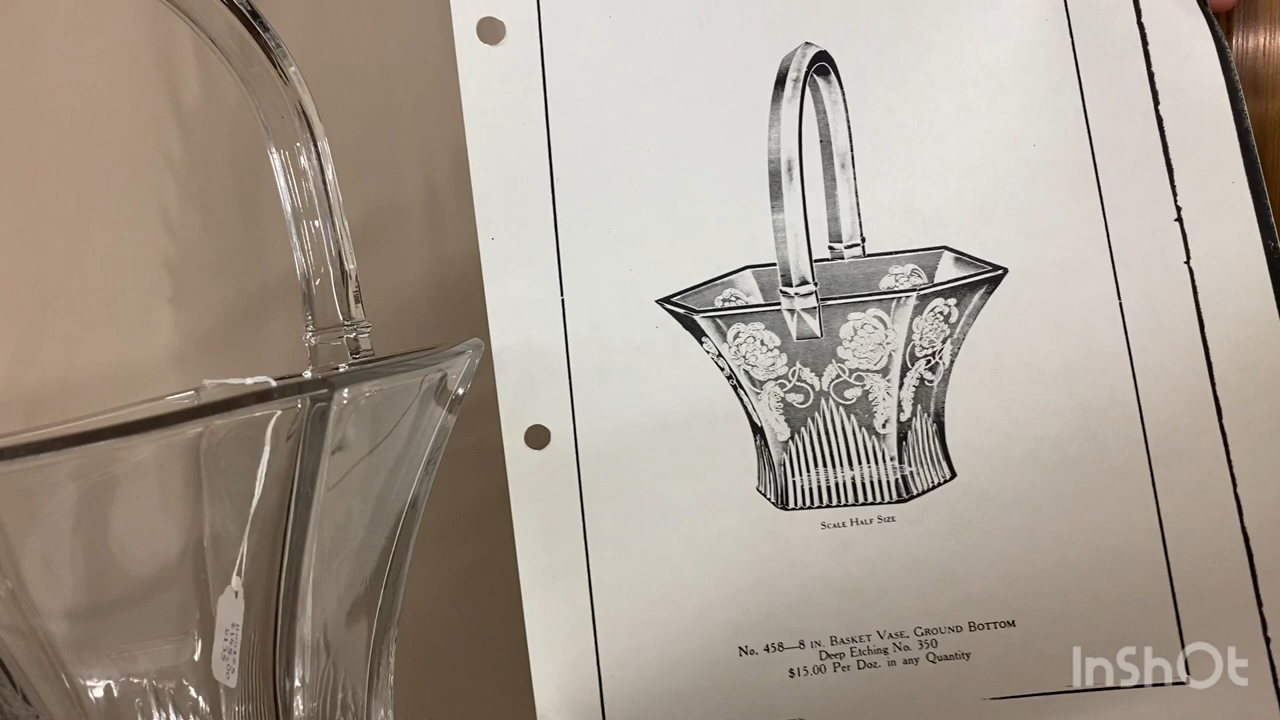 SCALE HALF SIZE
No. 458—8 IN. BASKET VASE, GROUND BOTTOM
Deep Etching No. 350
$15.00 Per Doz. in any Quantity
InShOt